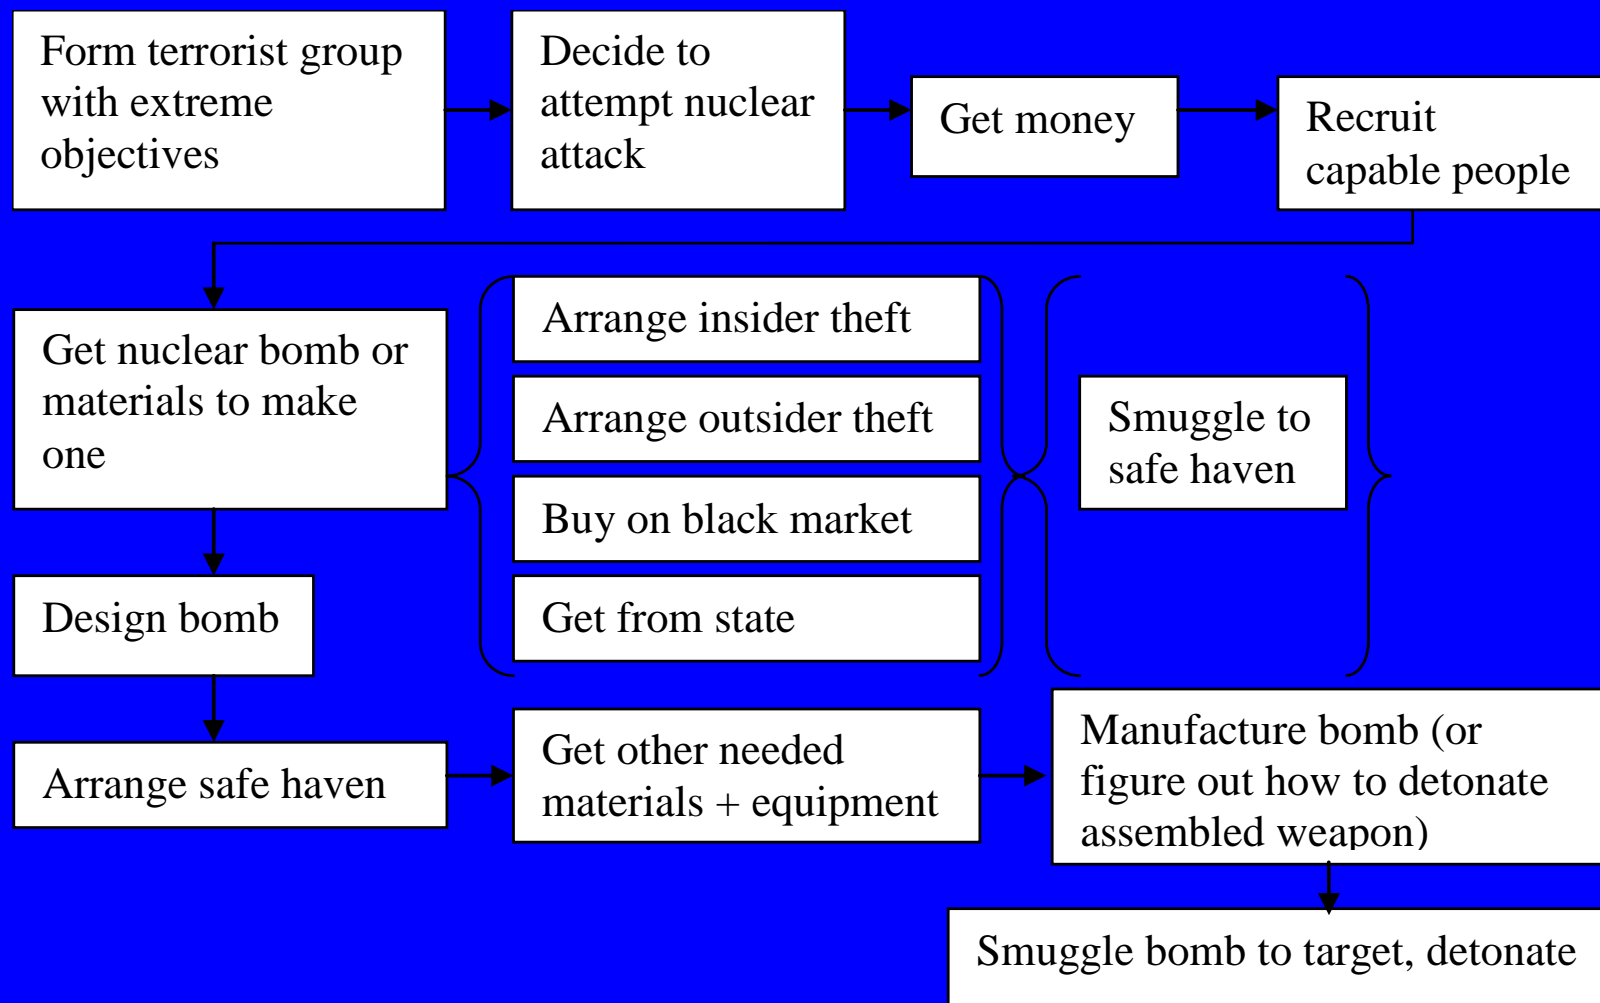 Form terrorist group
with extreme
objectives
Decide to
attempt nuclear
attack
Get money
Recruit
capable people
Get nuclear bomb or
materials to make
one
Arrange insider theft
Arrange outsider theft
Buy on black market
Get from state
Smuggle to
safe haven
Design bomb
Arrange safe haven
Get other needed
materials + equipment
Manufacture bomb (or
figure out how to detonate
assembled weapon)
Smuggle bomb to target, detonate